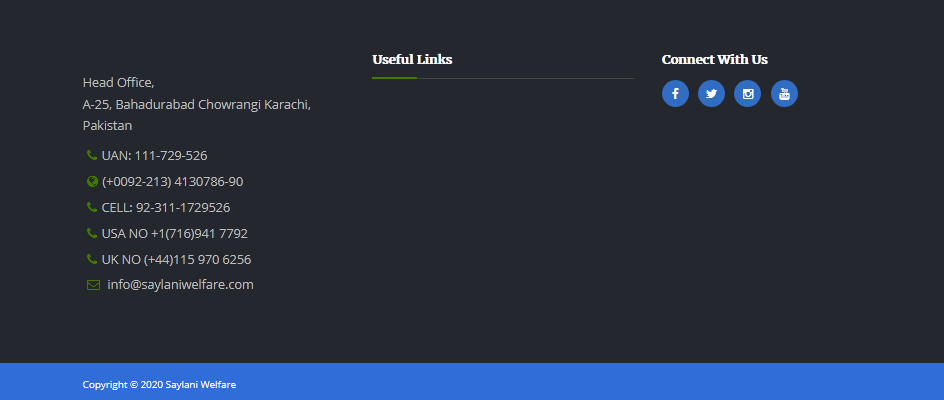 Useful Links
Connect With Us
Head Office,
A-25, Bahadurabad Chowrangi Karachi,
Pakistan
UAN: 111-729-526
(+0092-213) 4130786-90
CELL: 92-311-1729526
USA NO +1(716)941 7792
UK NO (+44)115 970 6256
info@saylaniwelfare.com
Copyright © 2020 Saylani Welfare